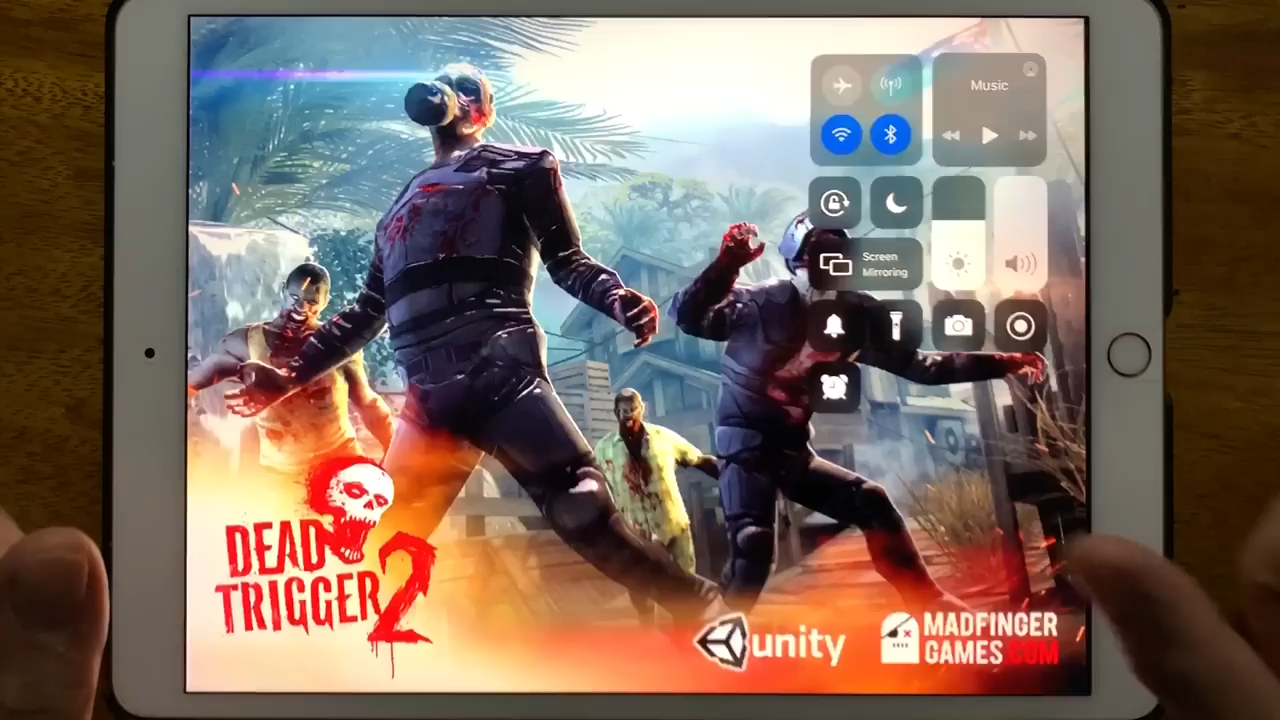 Music
Screen
Mirroring
DEAD
TRIGGER 2
unity
MADFINGER
GAMES.COM